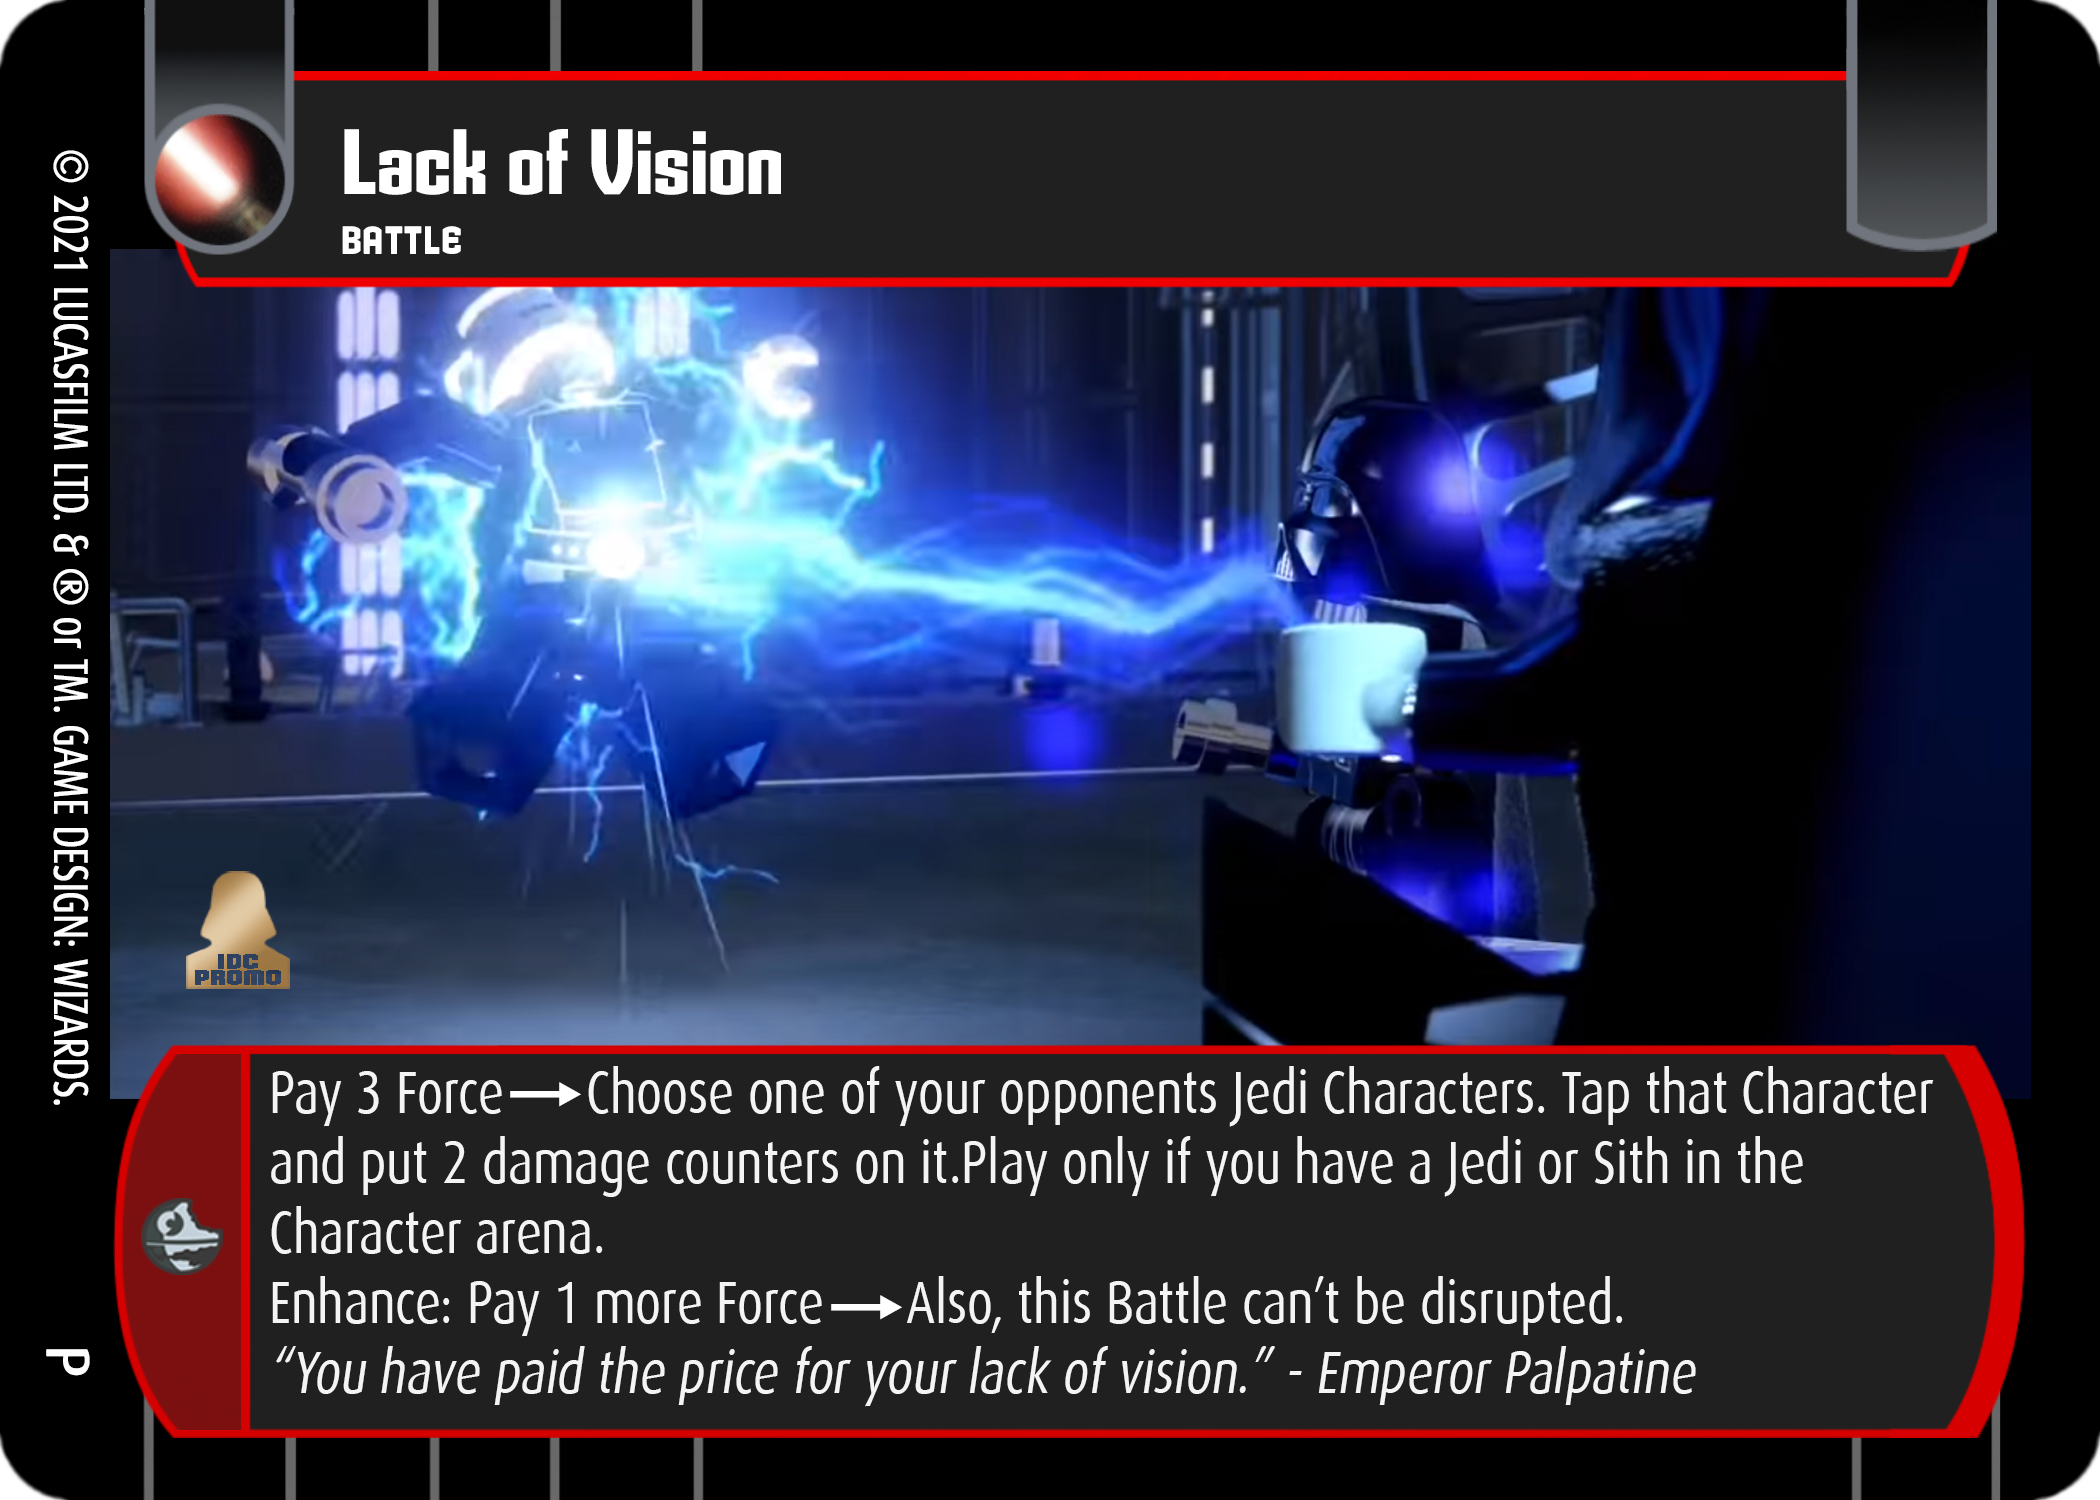 Lack of Vision
BATTLE
© 2021 LUCASFILM LTD. & ® or TM. GAME DESIGN: WIZARDS.
IDC
PROMO
Pay 3 Force→Choose one of your opponents Jedi Characters. Tap that Character
and put 2 damage counters on it.Play only if you have a Jedi or Sith in the
Character arena.
Enhance: Pay 1 more Force→Also, this Battle can’t be disrupted.
“You have paid the price for your lack of vision.” - Emperor Palpatine
P